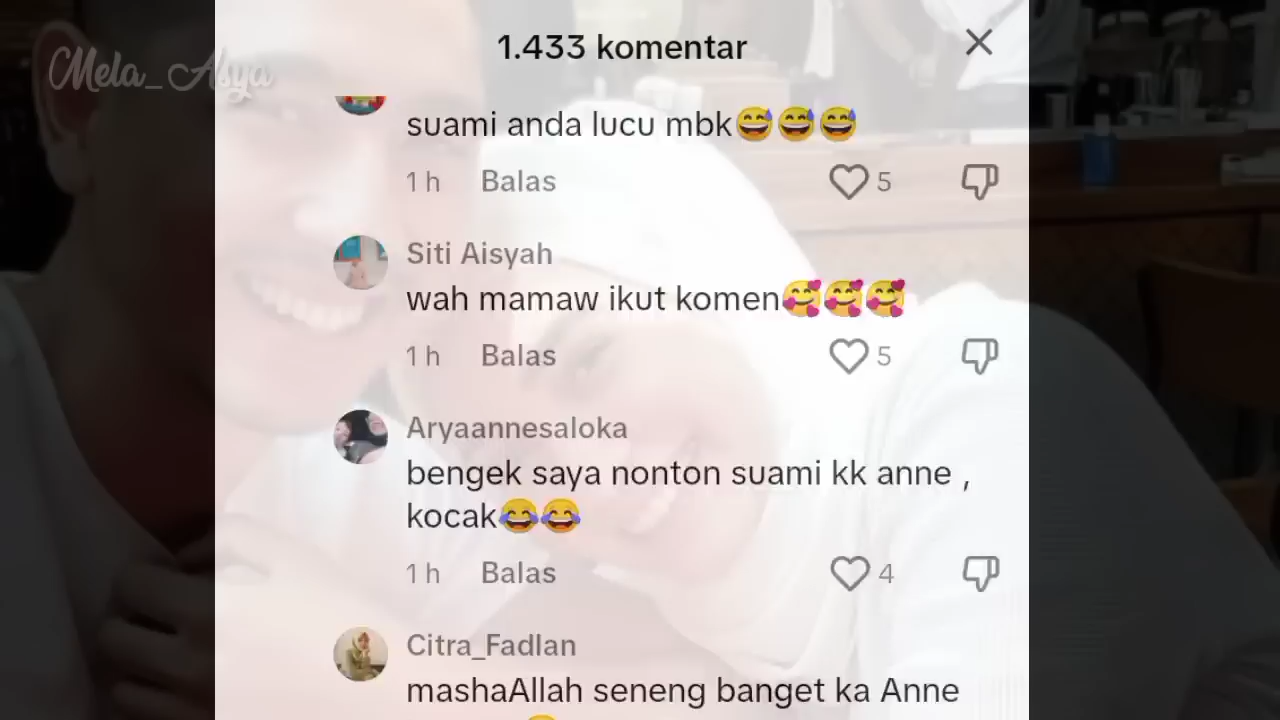 Mela_Asya
1.433 komentar
suami anda lucu mbk😅😅😅
1 h Balas 5
Siti Aisyah
wah mamaw ikut komen🥰🥰🥰
1 h Balas 5
Aryaannesaloka
bengek saya nonton suami kk anne ,
kocak😂😂
1 h Balas 4
Citra_Fadlan
mashaAllah seneng banget ka Anne